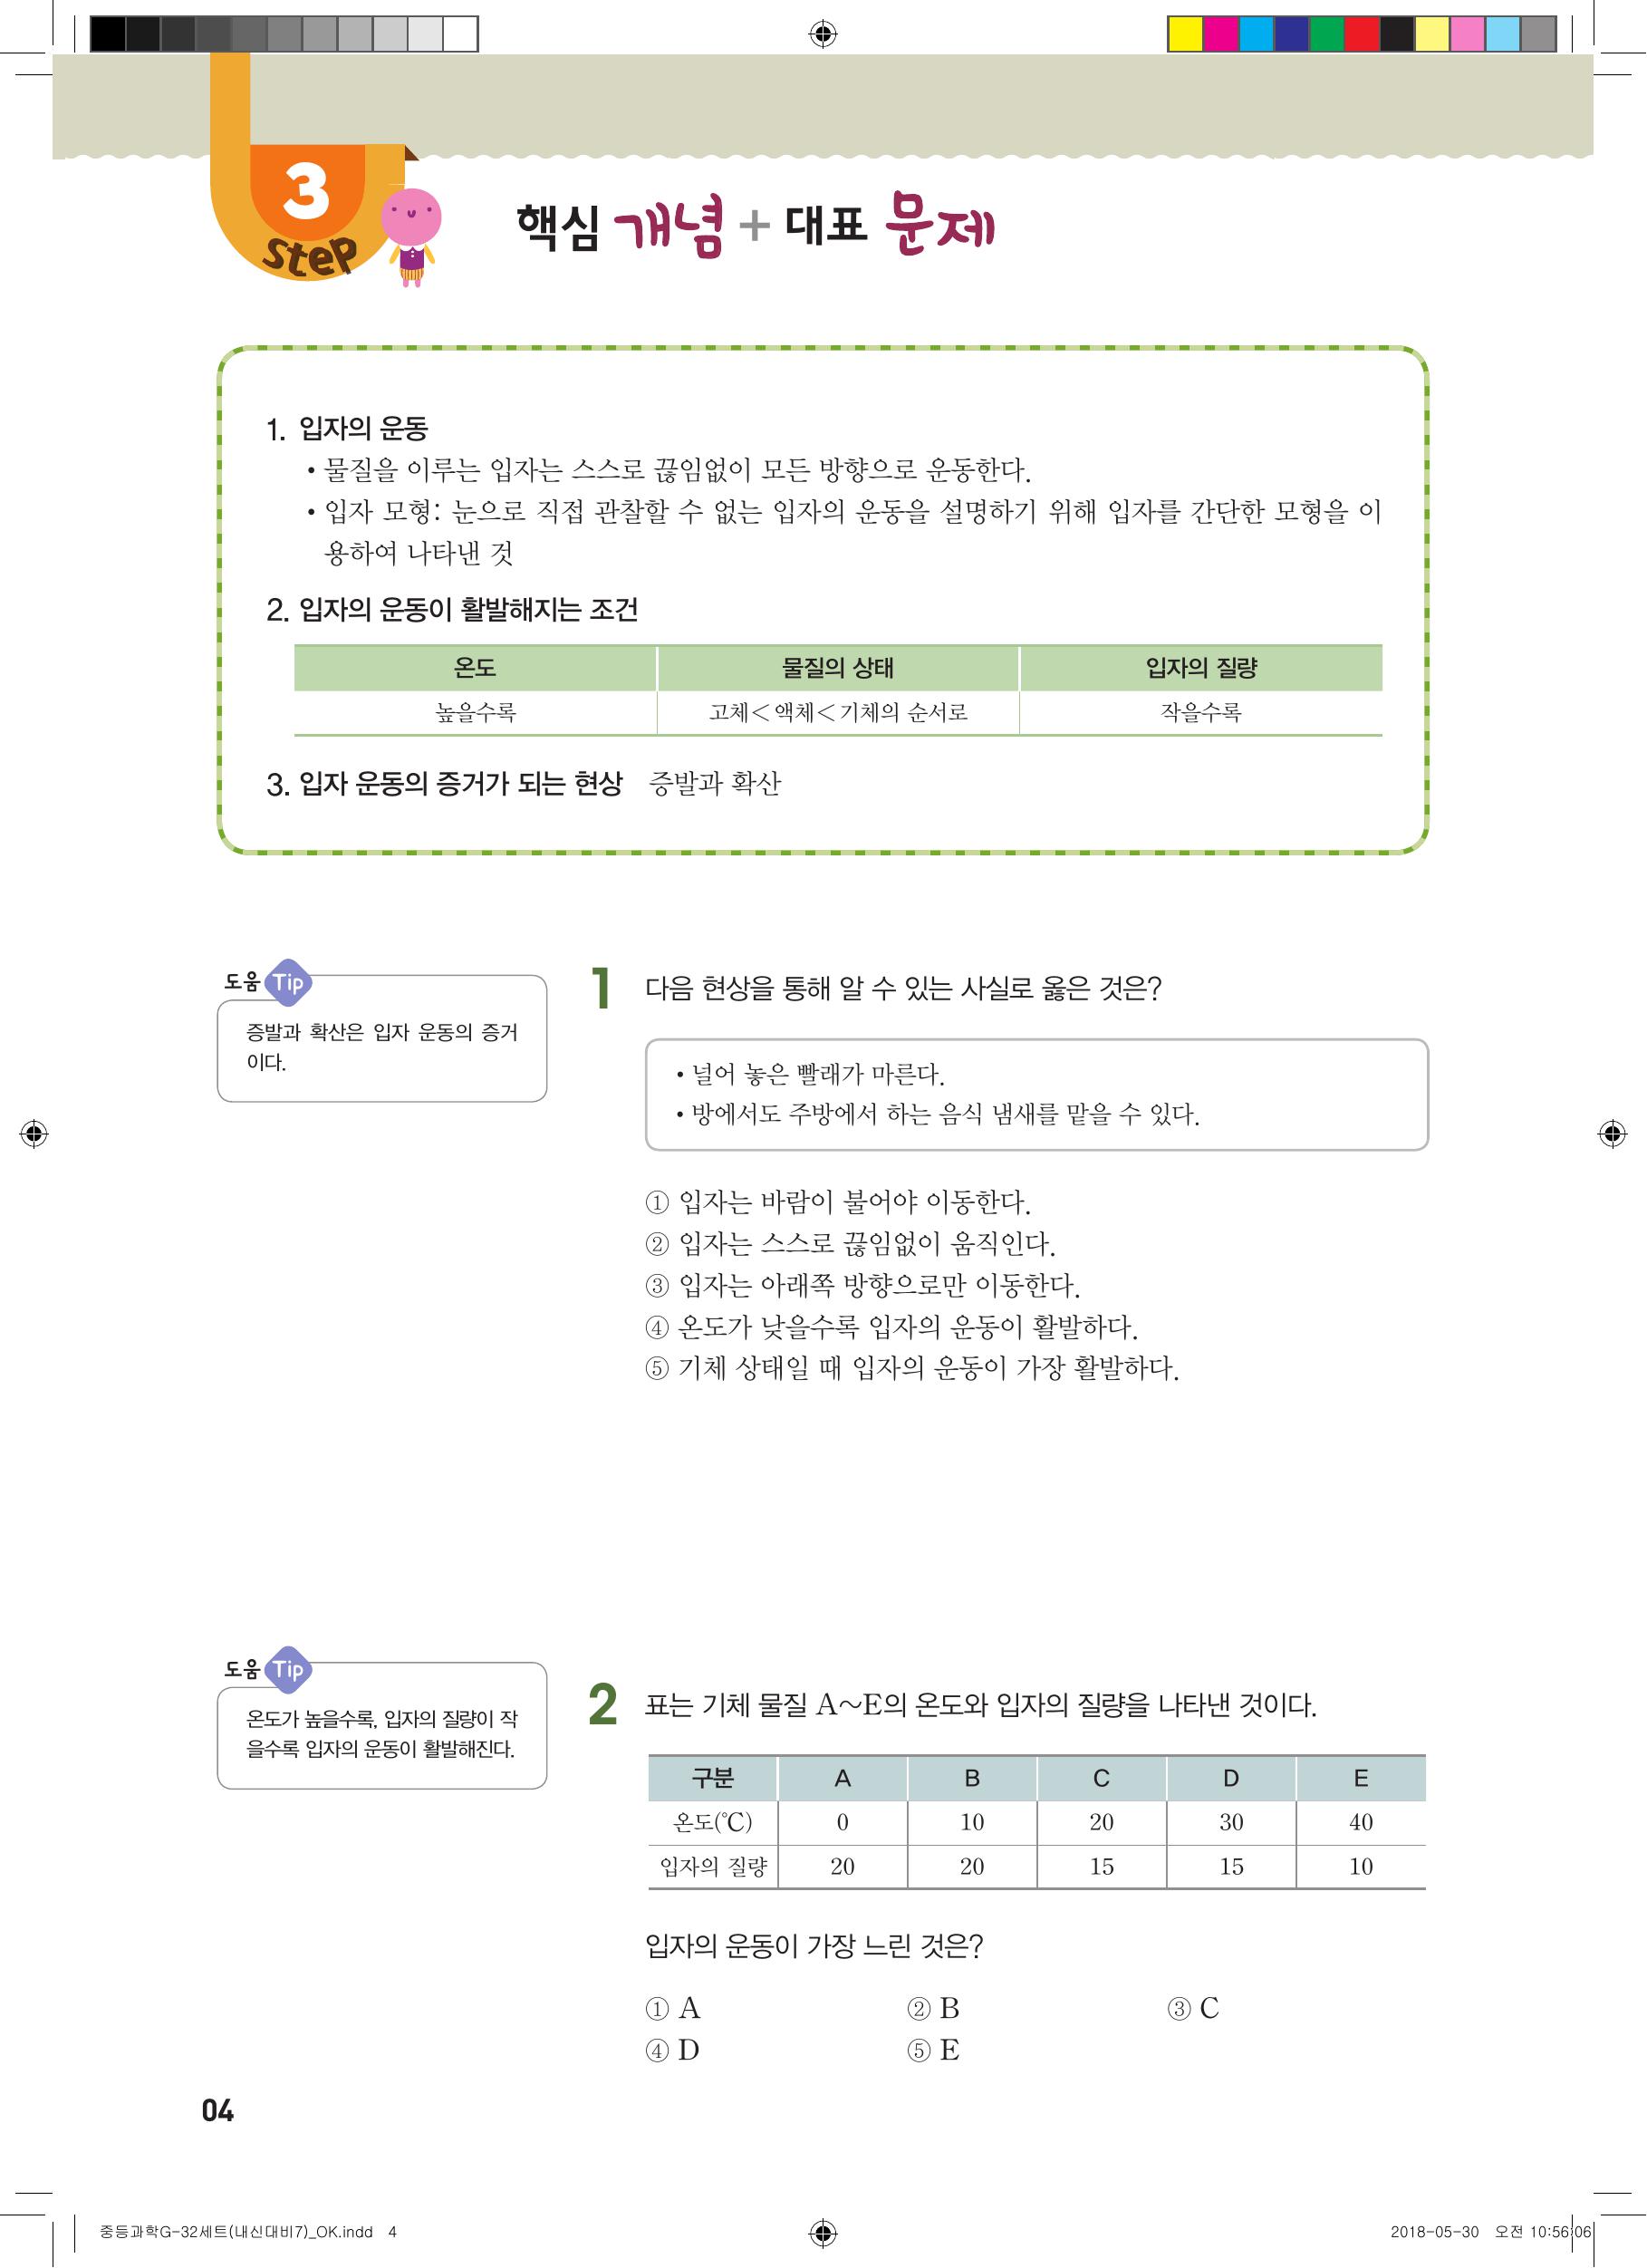 3
step
핵심 개념 + 대표 문제
1. 입자의 운동
• 물질을 이루는 입자는 스스로 끊임없이 모든 방향으로 운동한다.
• 입자 모형: 눈으로 직접 관찰할 수 없는 입자의 운동을 설명하기 위해 입자를 간단한 모형을 이
용하여 나타낸 것
2. 입자의 운동이 활발해지는 조건
온도 물질의 상태 입자의 질량
높을수록 고체<액체<기체의 순서로 작을수록
3. 입자 운동의 증거가 되는 현상 증발과 확산
도움 Tip
증발과 확산은 입자 운동의 증거
이다.
1 다음 현상을 통해 알 수 있는 사실로 옳은 것은?
• 널어 놓은 빨래가 마른다.
• 방에서도 주방에서 하는 음식 냄새를 맡을 수 있다.
① 입자는 바람이 불어야 이동한다.
② 입자는 스스로 끊임없이 움직인다.
③ 입자는 아래쪽 방향으로만 이동한다.
④ 온도가 낮을수록 입자의 운동이 활발하다.
⑤ 기체 상태일 때 입자의 운동이 가장 활발하다.
도움 Tip
온도가 높을수록, 입자의 질량이 작
을수록 입자의 운동이 활발해진다.
2 표는 기체 물질 A~E의 온도와 입자의 질량을 나타낸 것이다.
구분 A B C D E
온도(℃) 0 10 20 30 40
입자의 질량 20 20 15 15 10
입자의 운동이 가장 느린 것은?
① A ② B ③ C
④ D ⑤ E
04
중등과학G-32세트(내신대비7)_OK.indd 4
2018-05-30 오전 10:56:06